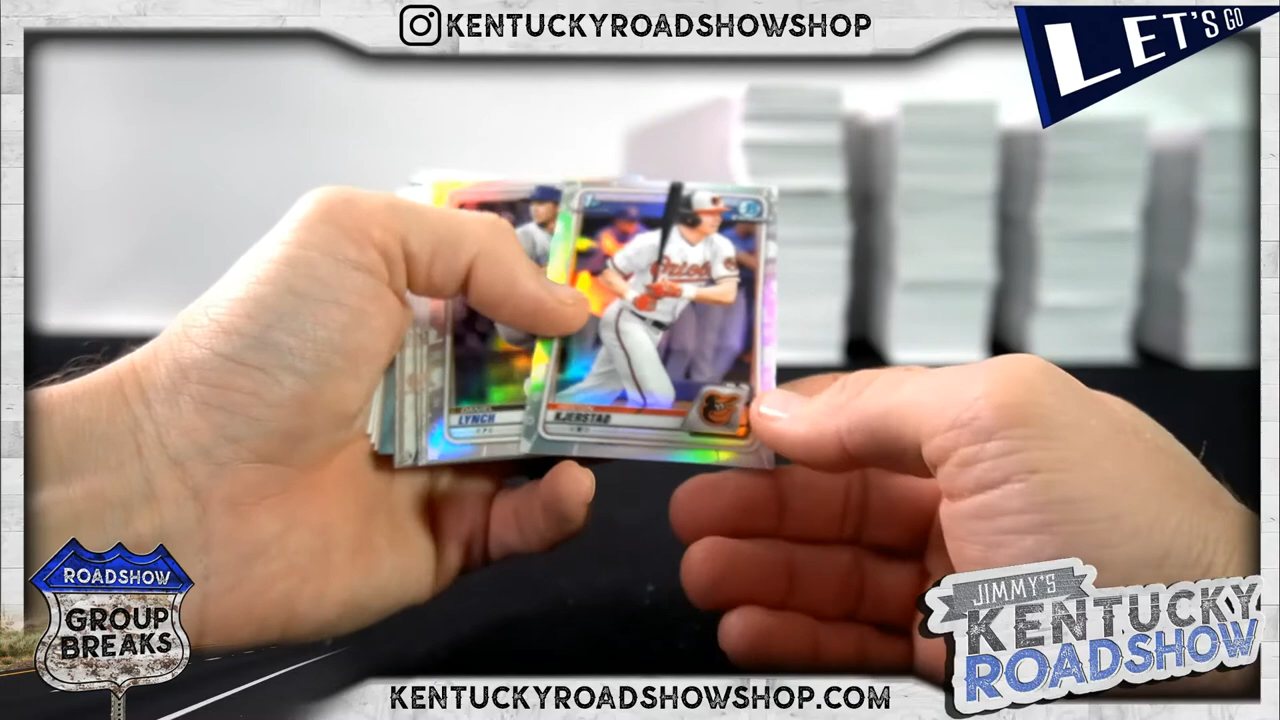 KENTUCKYROADSHOWSHOP
LET'S GO
Orioles
LYNCH
KJERSTAD
ROADSHOW
GROUP
BREAKS
JIMMY'S
KENTUCKY
ROADSHOW
KENTUCKYROADSHOWSHOP.COM